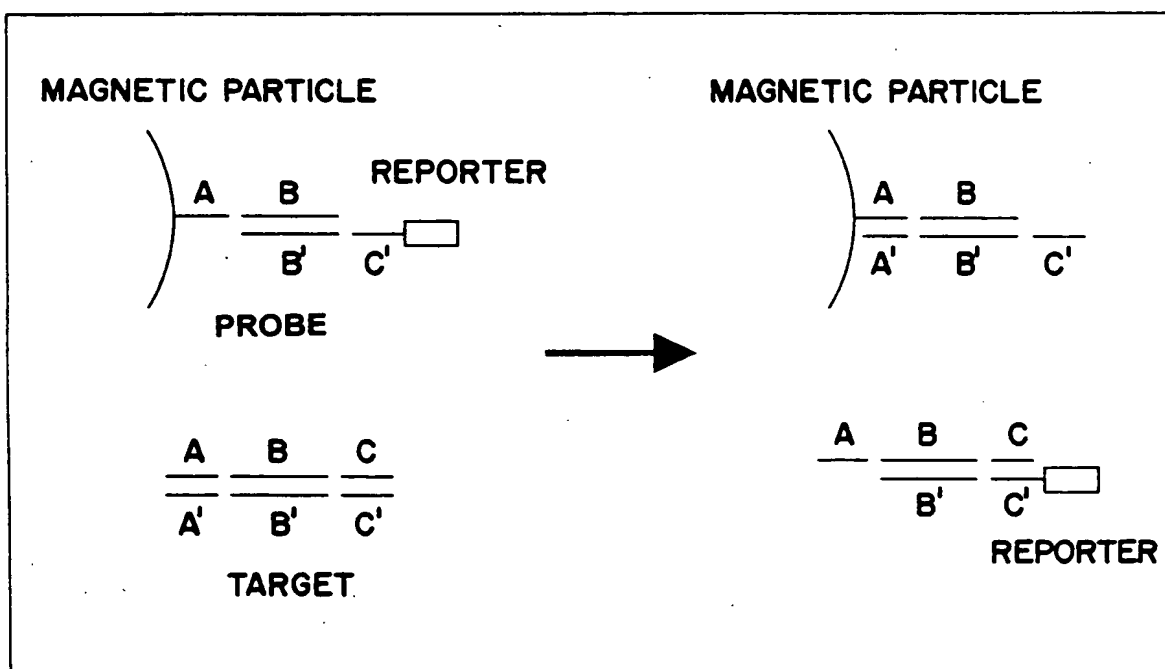 MAGNETIC PARTICLE
A B REPORTER
B' C'
PROBE
A B C
A' B' C'
TARGET
MAGNETIC PARTICLE
A B
A' B' C'
A B C
B' C'
REPORTER